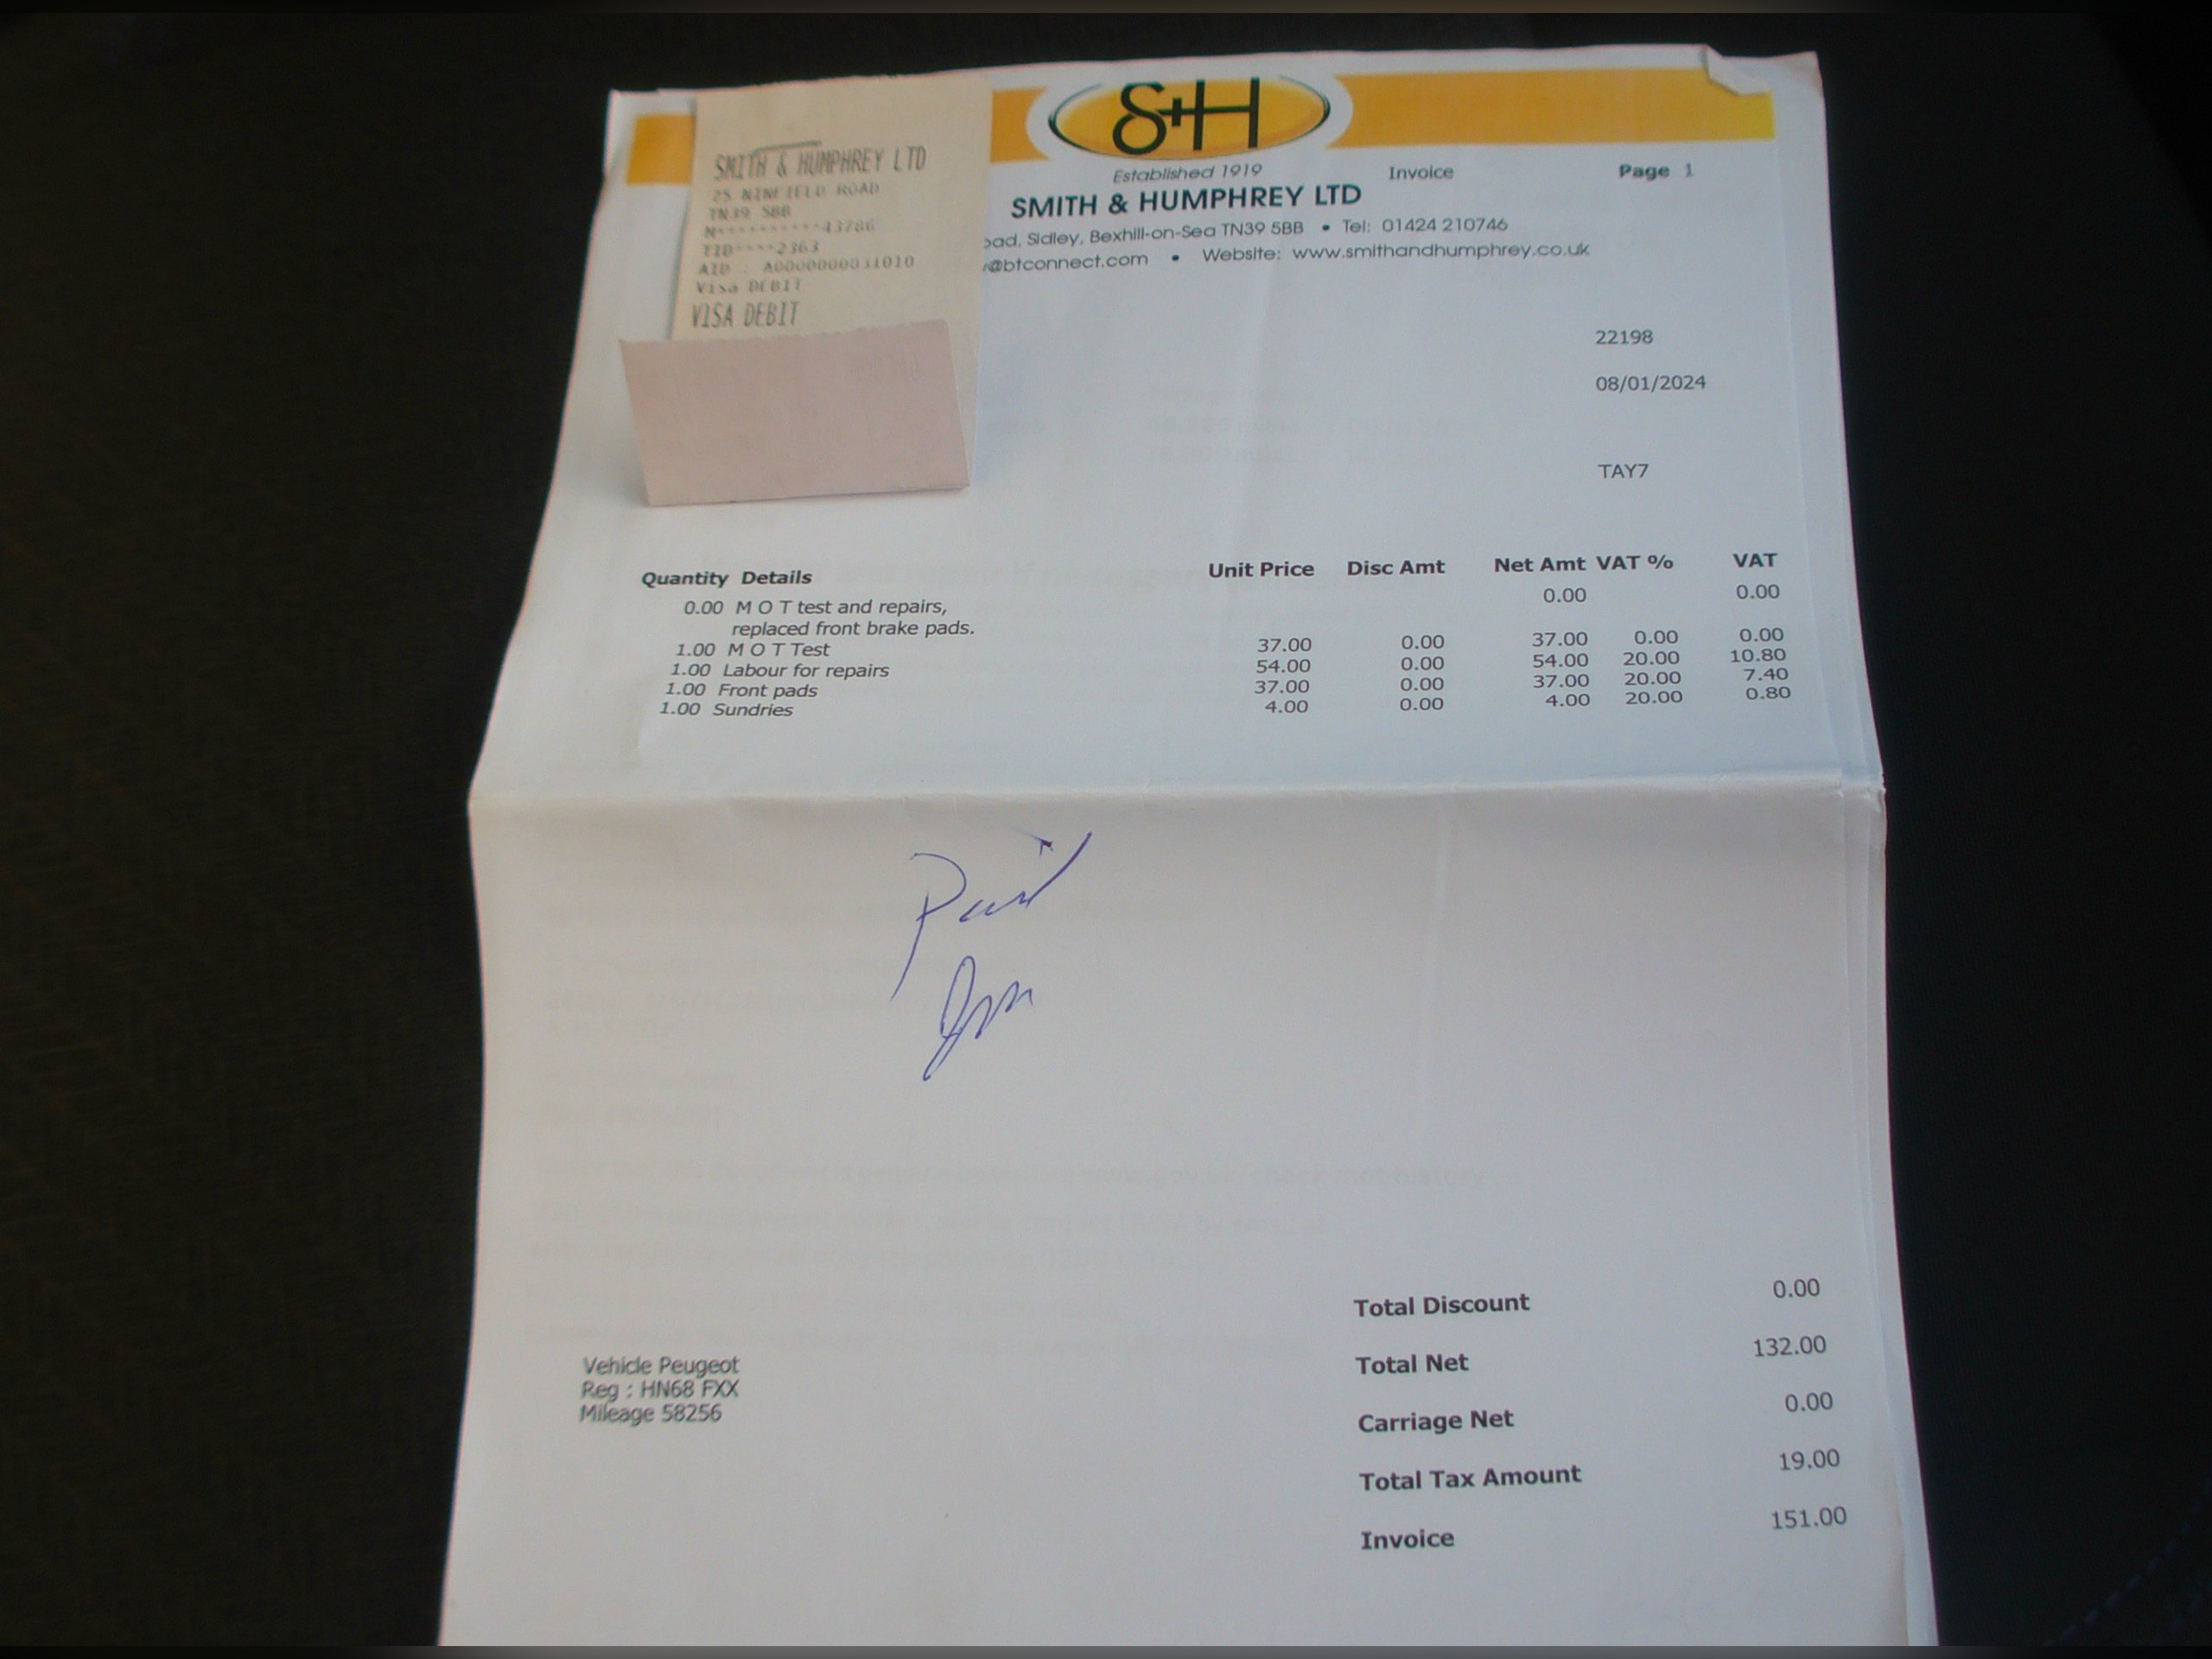 S+H
Established 1919
Invoice
Page 1
SMITH & HUMPHREY LTD
oad, Sidley, Bexhill-on-Sea TN39 5BB • Tel: 01424 210746
@btconnect.com • Website: www.smithandhumphrey.co.uk
SMITH & HUMPHREY LTD
25 NINFIELD ROAD
TN39 5BB
M**********43786
TID****2363
AID : A0000000031010
Visa DEBIT
VISA DEBIT
22198
08/01/2024
TAY7
Quantity Details Unit Price Disc Amt Net Amt VAT % VAT
0.00 M O T test and repairs, 0.00 0.00
replaced front brake pads.
1.00 M O T Test 37.00 0.00 37.00 0.00 0.00
1.00 Labour for repairs 54.00 0.00 54.00 20.00 10.80
1.00 Front pads 37.00 0.00 37.00 20.00 7.40
1.00 Sundries 4.00 0.00 4.00 20.00 0.80
Paid
Total Discount 0.00
Total Net 132.00
Carriage Net 0.00
Total Tax Amount 19.00
Invoice 151.00
Vehicle Peugeot
Reg : HN68 FXX
Mileage 58256